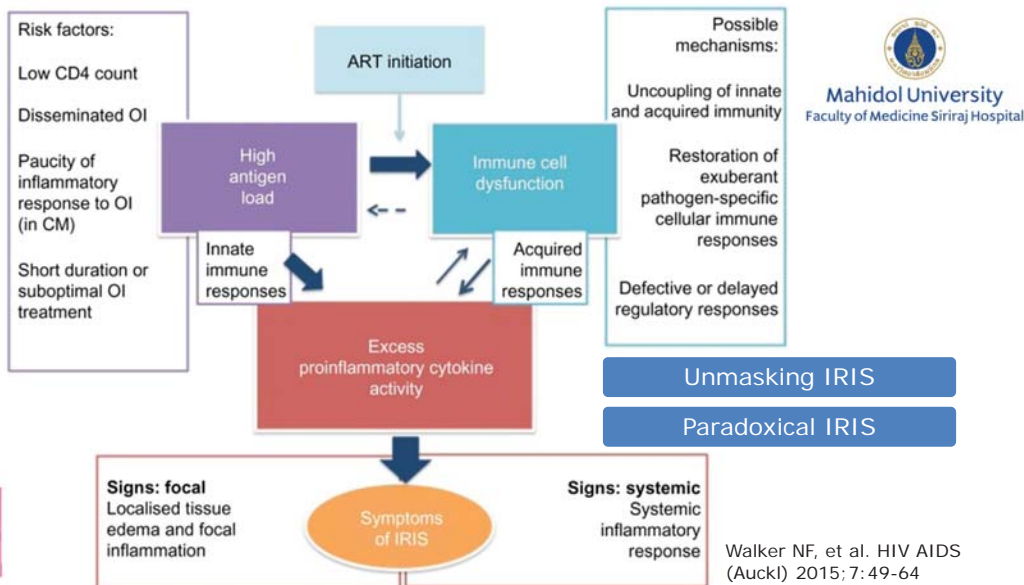 Risk factors:
Low CD4 count
Disseminated OI
Paucity of
inflammatory
response to OI
(in CM)
Short duration or
suboptimal OI
treatment
ART initiation
High
antigen
load
Immune cell
dysfunction
Innate
immune
responses
Acquired
immune
responses
Excess
proinflammatory cytokine
activity
Possible
mechanisms:
Uncoupling of innate
and acquired immunity
Restoration of
exuberant
pathogen-specific
cellular immune
responses
Defective or delayed
regulatory responses
Mahidol University
Faculty of Medicine Siriraj Hospital
Unmasking IRIS
Paradoxical IRIS
Signs: focal
Localised tissue
edema and focal
inflammation
Symptoms
of IRIS
Signs: systemic
Systemic
inflammatory
response
Walker NF, et al. HIV AIDS
(Auckl) 2015;7:49-64